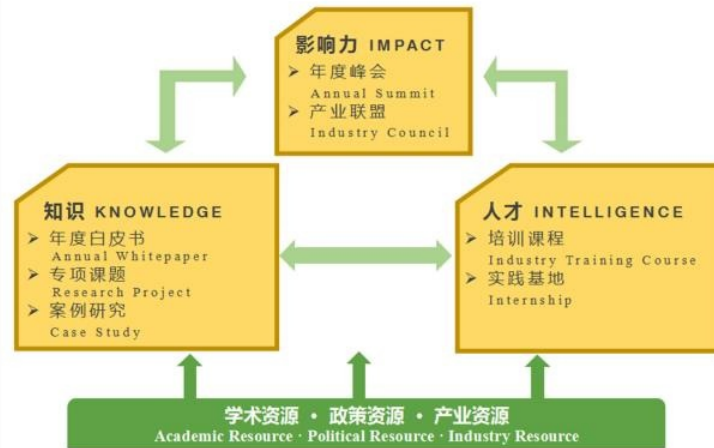 影响力 IMPACT
➤ 年度峰会
Annual Summit
➤ 产业联盟
Industry Council
知识 KNOWLEDGE
➤ 年度白皮书
Annual Whitepaper
➤ 专项课题
Research Project
➤ 案例研究
Case Study
人才 INTELLIGENCE
➤ 培训课程
Industry Training Course
➤ 实践基地
Internship
学术资源 · 政策资源 · 产业资源
Academic Resource · Political Resource · Industry Resource